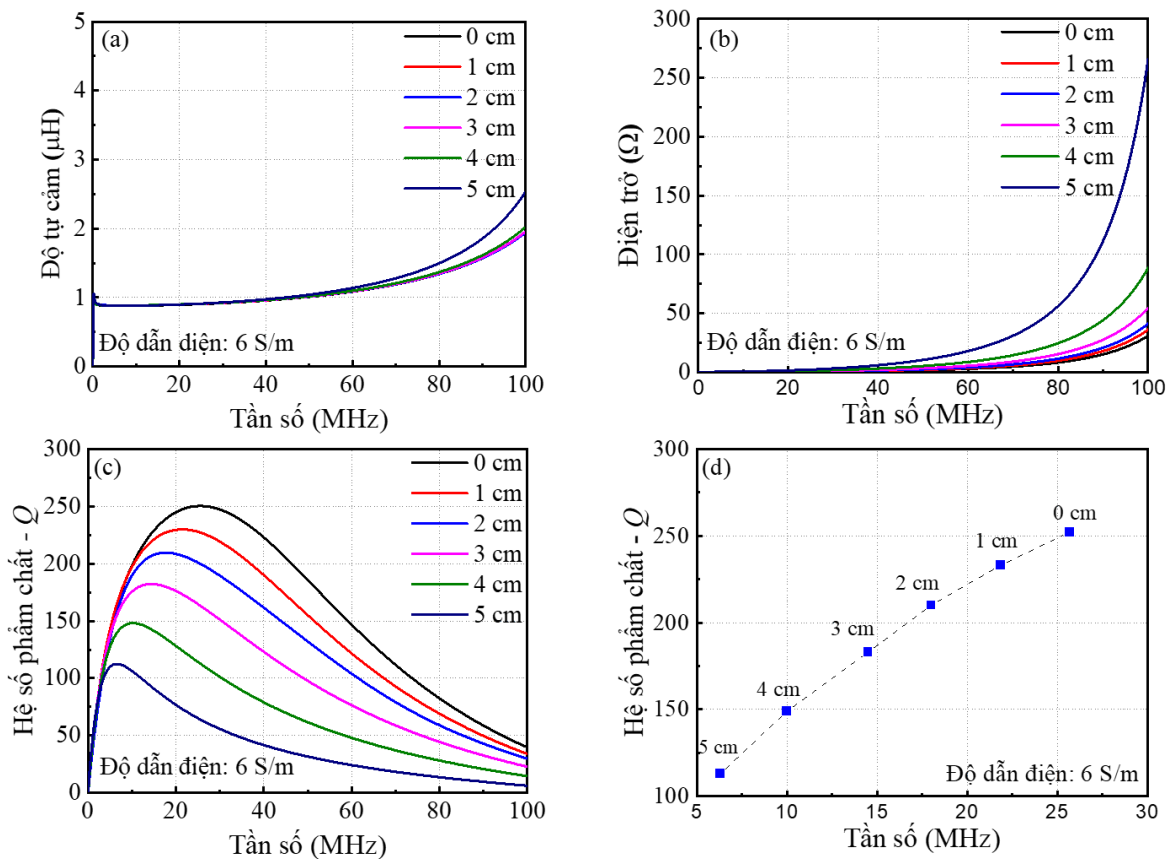 (a)
0 cm
1 cm
2 cm
3 cm
4 cm
5 cm
Độ tự cảm (μH)
5
4
3
2
1
0
Độ dẫn điện: 6 S/m
0 20 40 60 80 100
Tần số (MHz)
(b)
0 cm
1 cm
2 cm
3 cm
4 cm
5 cm
Điện trở (Ω)
300
250
200
150
100
50
0
Độ dẫn điện: 6 S/m
0 20 40 60 80 100
Tần số (MHz)
(c)
0 cm
1 cm
2 cm
3 cm
4 cm
5 cm
Hệ số phẩm chất - Q
300
250
200
150
100
50
0
Độ dẫn điện: 6 S/m
0 20 40 60 80 100
Tần số (MHz)
(d)
0 cm
1 cm
2 cm
3 cm
4 cm
5 cm
Hệ số phẩm chất - Q
300
250
200
150
100
Độ dẫn điện: 6 S/m
5 10 15 20 25 30
Tần số (MHz)